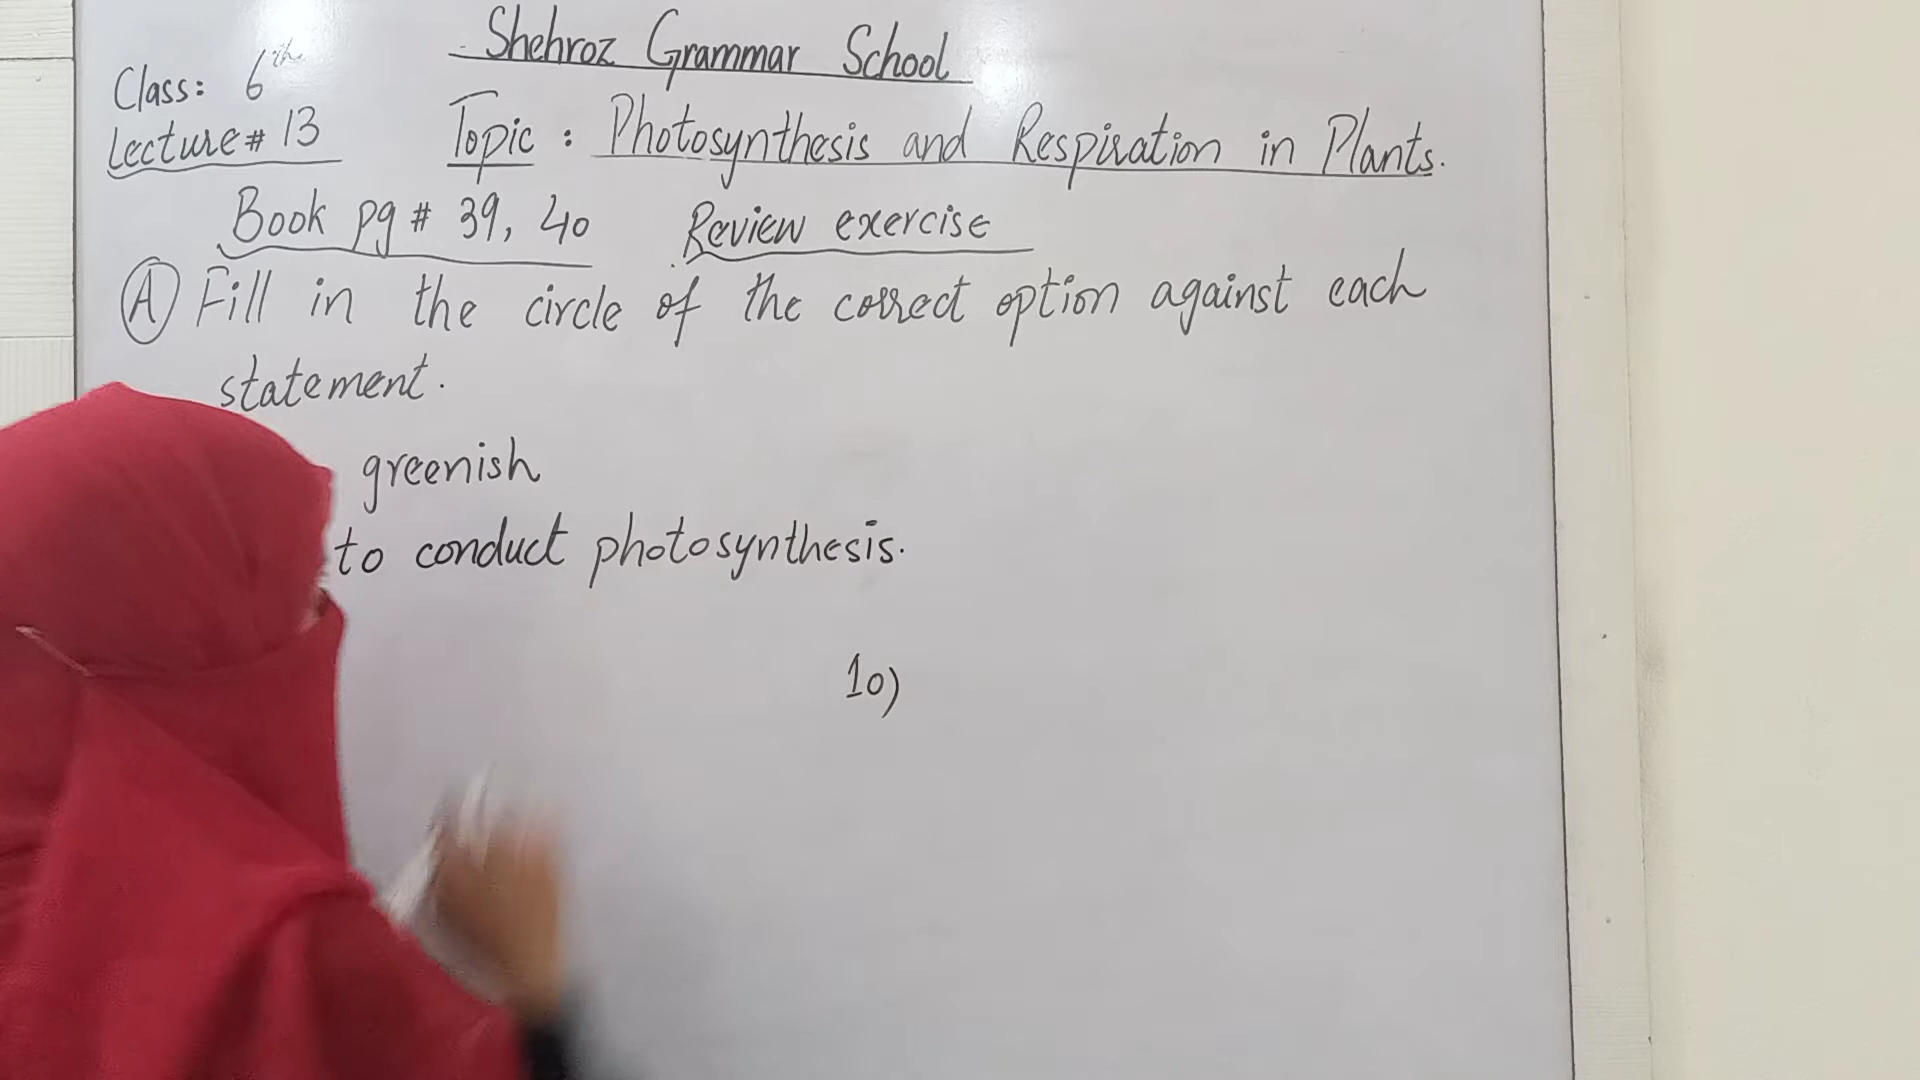 Shehroz Grammar School
Class: 6th
Lecture # 13
Topic: Photosynthesis and Respiration in Plants.
Book pg # 39, 40 Review exercise
(A) Fill in the circle of the correct option against each
statement.
greenish
to conduct photosynthesis.
10)